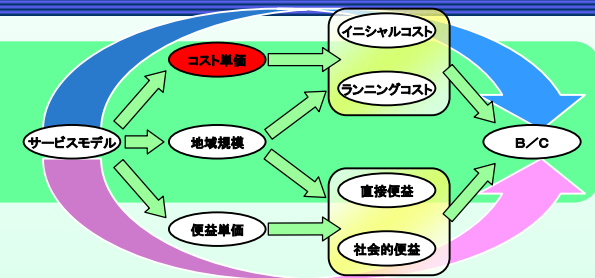 イニシャルコスト
コスト単価
ランニングコスト
サービスモデル
地域規模
B/C
直接便益
便益単価
社会的便益